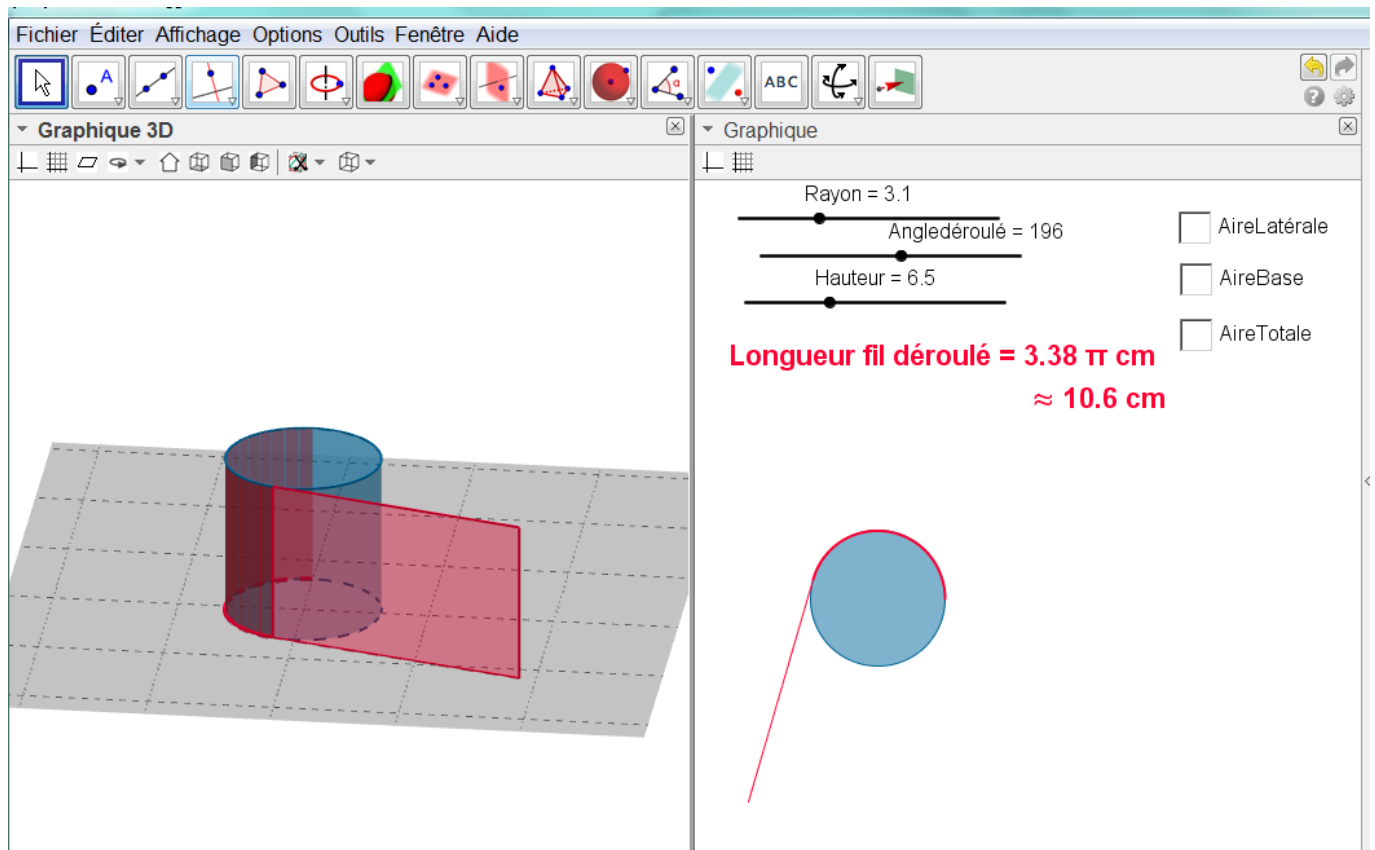 Fichier Éditer Affichage Options Outils Fenêtre Aide
A
α
ABC
Graphique 3D
Graphique
Rayon = 3.1
Angledéroulé = 196
Hauteur = 6.5
AireLatérale
AireBase
AireTotale
Longueur fil déroulé = 3.38 π cm
≈ 10.6 cm